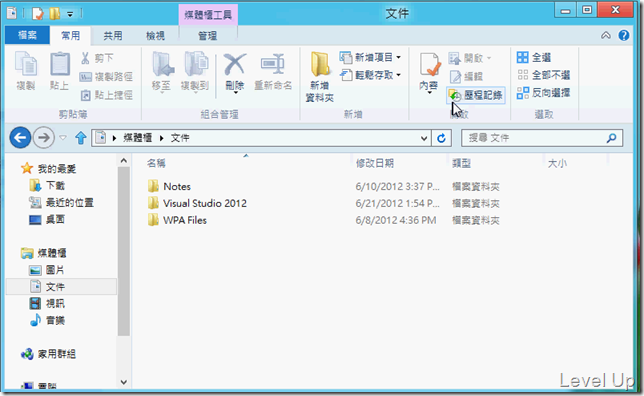 媒體櫃工具
文件
檔案 常用 共用 檢視 管理
複製 貼上 剪下 複製路徑 貼上捷徑
移至 複製到 刪除 重新命名
新增資料夾 新增項目 輕鬆存取
內容 開啟 編輯 歷程記錄
全選 全部不選 反向選擇
剪貼簿 組合管理 新增 選取
媒體櫃 文件 搜尋 文件
我的最愛
下載
最近的位置
桌面
媒體櫃
圖片
文件
視訊
音樂
家用群組
電腦
名稱 修改日期 類型 大小
Notes 6/10/2012 3:37 P... 檔案資料夾
Visual Studio 2012 6/21/2012 1:54 P... 檔案資料夾
WPA Files 6/8/2012 4:36 PM 檔案資料夾
Level Up